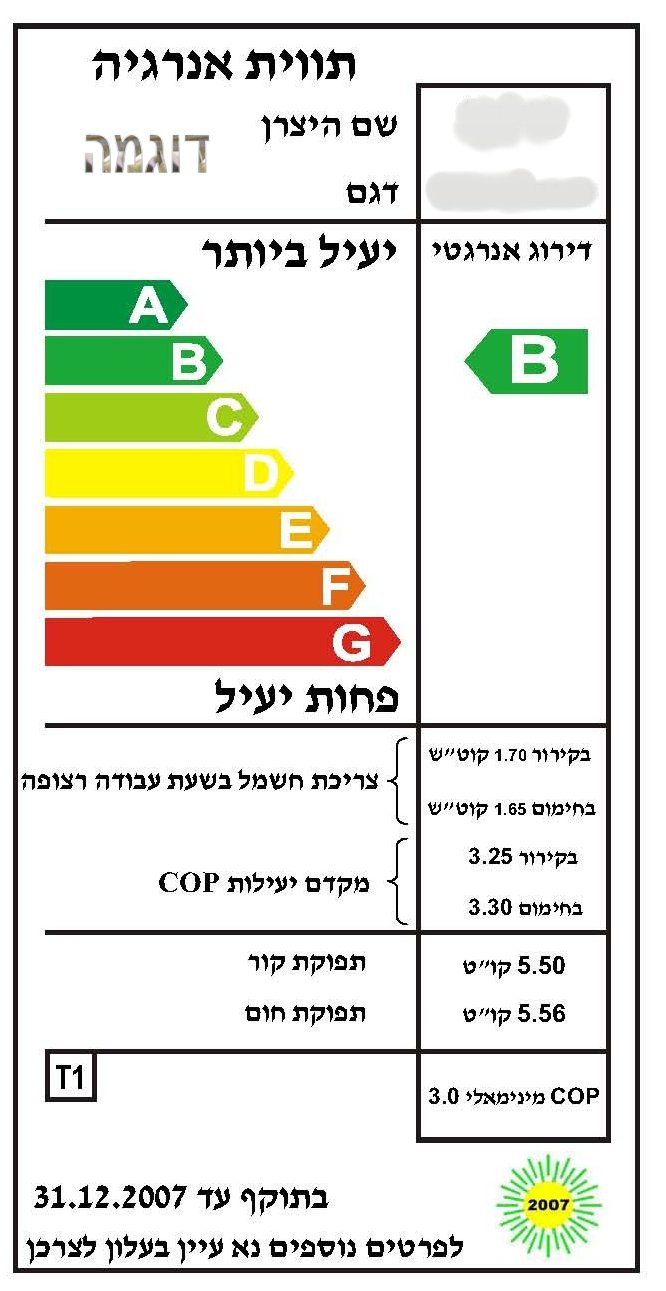 תווית אנרגיה
שם היצרן
דוגמה
דגם
יעיל ביותר
דירוג אנרגטי
A
B
B
C
D
E
F
G
פחות יעיל
צריכת חשמל בשעת עבודה רצופה
בקירור 1.70 קוט״ש
בחימום 1.65 קוט״ש
מקדם יעילות COP
בקירור 3.25
בחימום 3.30
תפוקת קור
5.50 קו״ט
תפוקת חום
5.56 קו״ט
T1
COP מינימאלי 3.0
2007
בתוקף עד 31.12.2007
לפרטים נוספים נא עיין בעלון לצרכן